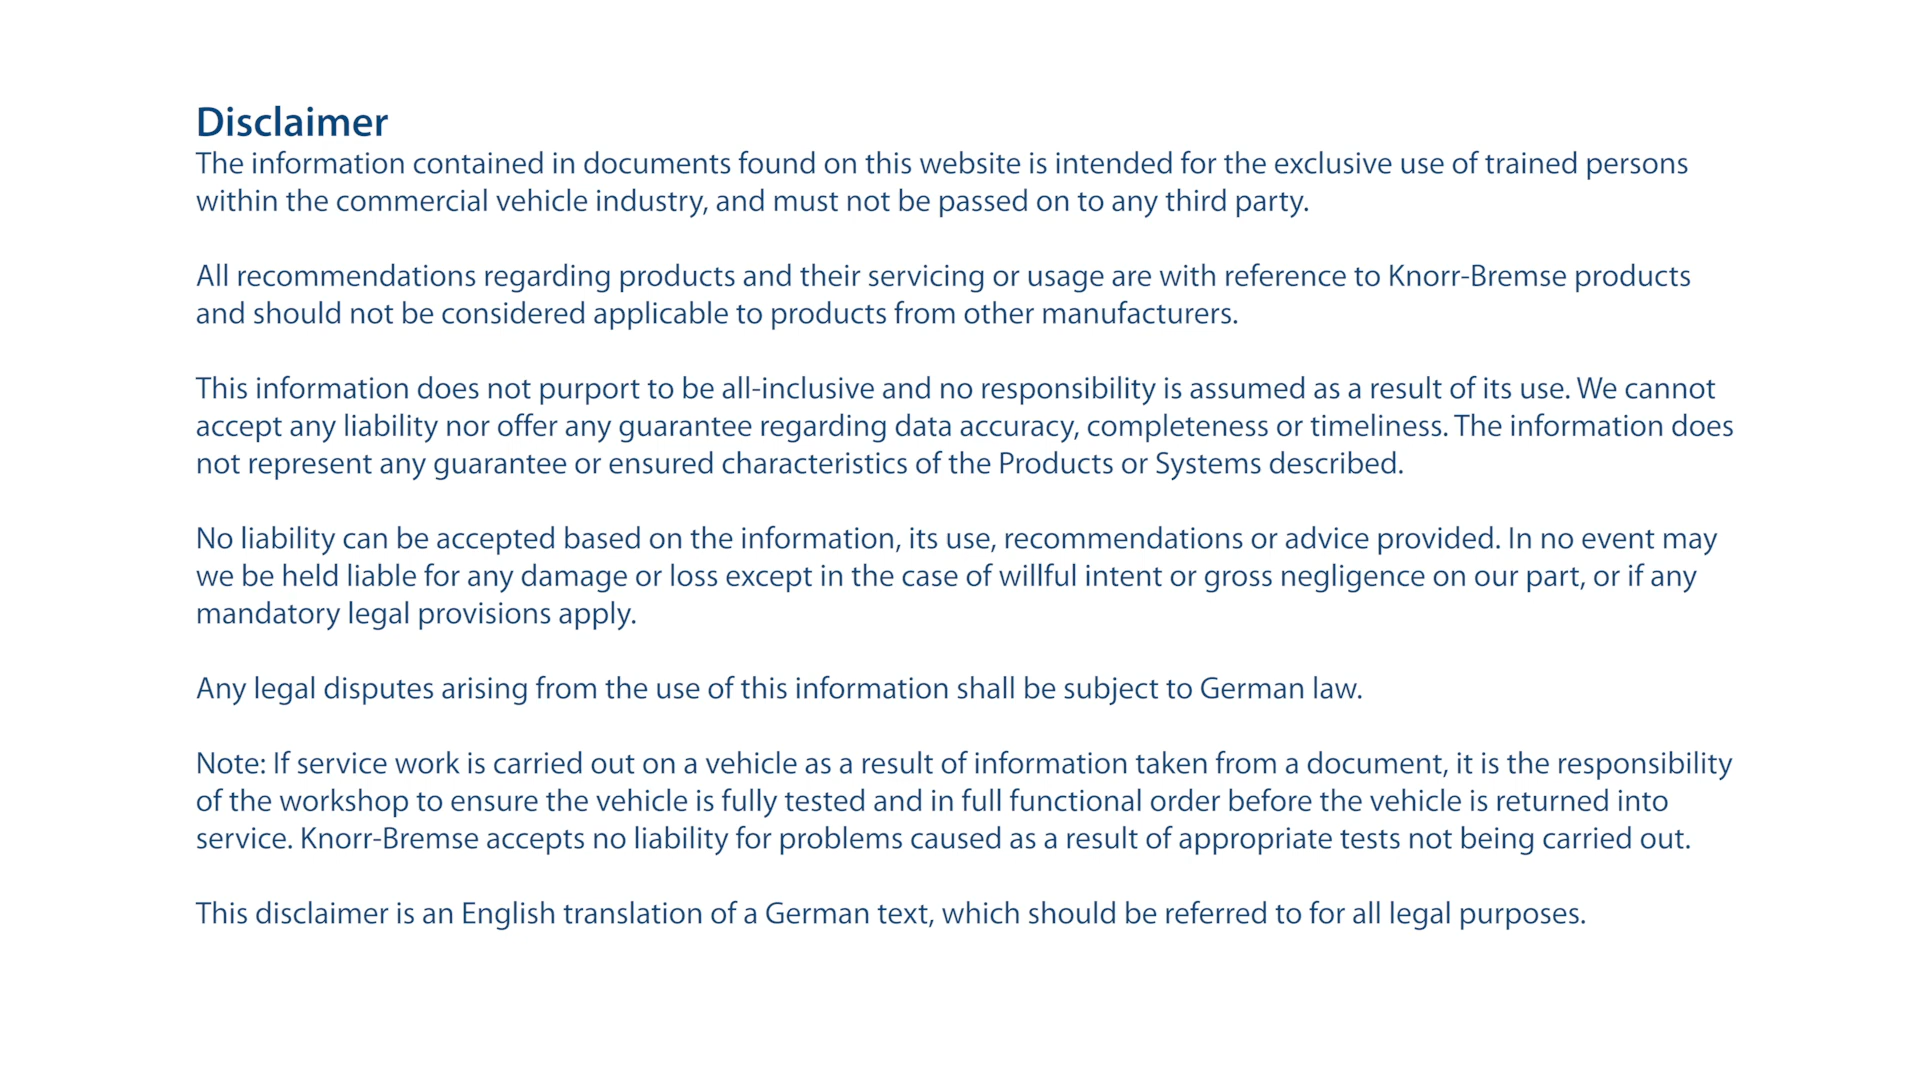 Disclaimer
The information contained in documents found on this website is intended for the exclusive use of trained persons
within the commercial vehicle industry, and must not be passed on to any third party.
All recommendations regarding products and their servicing or usage are with reference to Knorr-Bremse products
and should not be considered applicable to products from other manufacturers.
This information does not purport to be all-inclusive and no responsibility is assumed as a result of its use. We cannot
accept any liability nor offer any guarantee regarding data accuracy, completeness or timeliness. The information does
not represent any guarantee or ensured characteristics of the Products or Systems described.
No liability can be accepted based on the information, its use, recommendations or advice provided. In no event may
we be held liable for any damage or loss except in the case of willful intent or gross negligence on our part, or if any
mandatory legal provisions apply.
Any legal disputes arising from the use of this information shall be subject to German law.
Note: If service work is carried out on a vehicle as a result of information taken from a document, it is the responsibility
of the workshop to ensure the vehicle is fully tested and in full functional order before the vehicle is returned into
service. Knorr-Bremse accepts no liability for problems caused as a result of appropriate tests not being carried out.
This disclaimer is an English translation of a German text, which should be referred to for all legal purposes.